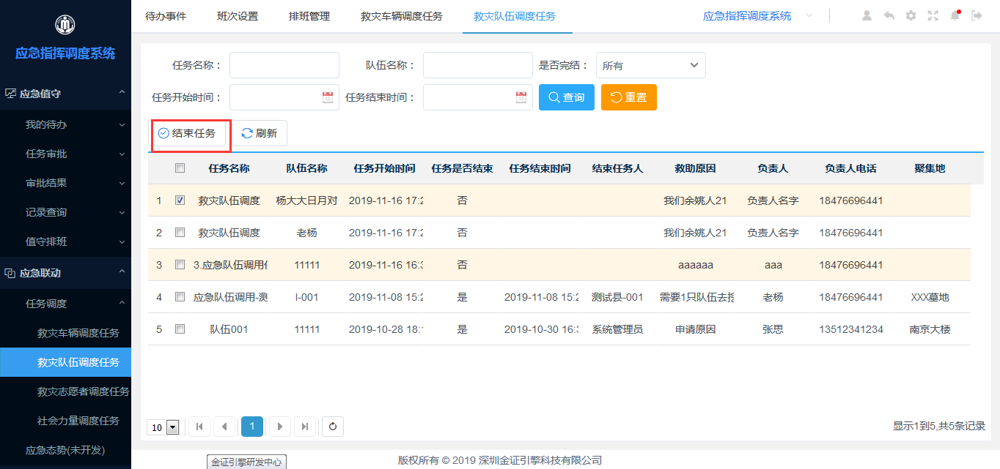 应急指挥调度系统
应急值守
我的待办
任务审批
审批结果
记录查询
值守排班
应急联动
任务调度
救灾车辆调度任务
救灾队伍调度任务
救灾志愿者调度任务
社会力量调度任务
应急态势(未开发)
待办事件 班次设置 排班管理 救灾车辆调度任务 救灾队伍调度任务 应急指挥调度系统
任务名称： 队伍名称： 是否完结： 所有
任务开始时间： 任务结束时间： 查询 重置
结束任务 刷新
任务名称 队伍名称 任务开始时间 任务是否结束 任务结束时间 结束任务人 救助原因 负责人 负责人电话 聚集地
1 救灾队伍调度 杨大大日月对 2019-11-16 17:2 否 我们余姚人21 负责人名字 18476696441
2 救灾队伍调度 老杨 2019-11-16 17:2 否 我们余姚人21 负责人名字 18476696441
3 3.应急队伍调用 11111 2019-11-16 16:3 否 aaaaaa aaa 18476696441
4 应急队伍调用-测 I-001 2019-11-08 15:2 是 2019-11-08 15:2 测试县-001 需要1只队伍去 老杨 18476696441 XXX墓地
5 队伍001 11111 2019-10-28 18: 是 2019-10-30 16: 系统管理员 申请原因 张思 13512341234 南京大楼
10 1 显示1到5,共5条记录
金证引擎研发中心 版权所有 © 2019 深圳金证引擎科技有限公司